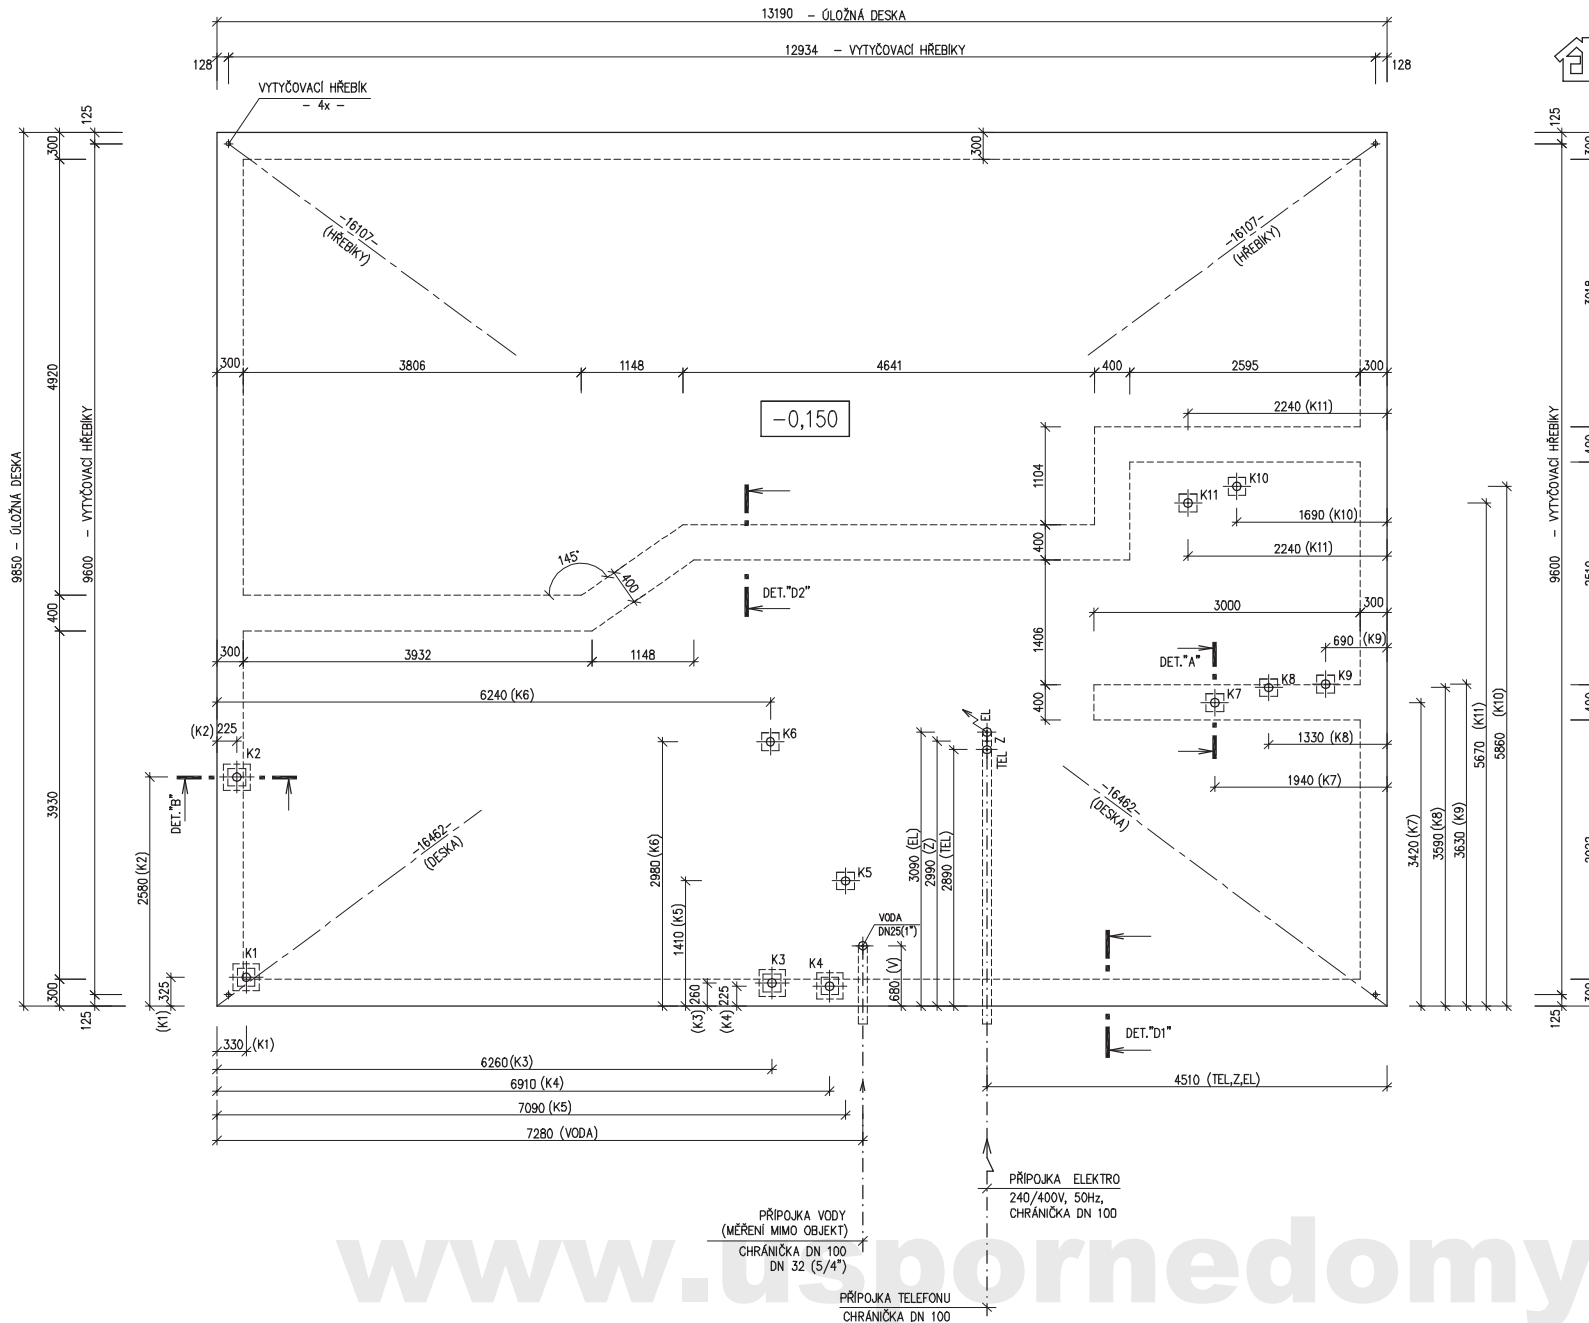 13190 - ÚLOŽNÁ DESKA
12934 - VYTYČOVACÍ HŘEBÍKY
128
128
VYTYČOVACÍ HŘEBÍK
- 4x -
125
300
9850 - ÚLOŽNÁ DESKA
4920
9600 - VYTYČOVACÍ HŘEBÍKY
400
3930
300
125
300
125
9600 - VYTYČOVACÍ HŘEBÍKY
125
-16107-
(HŘEBÍKY)
-16107-
(HŘEBÍKY)
300
3806
1148
4641
400
2595
300
-0,150
2240 (K11)
1104
K10
K11
1690 (K10)
400
2240 (K11)
145°
400
DET."D2"
3000
300
1406
690 (K9)
300
3932
1148
DET."A"
6240 (K6)
K8
K9
K7
400
(K2) 225
K2
K6
EL
Z
TEL
1330 (K8)
1940 (K7)
DET."B"
-16462-
(DESKA)
-16462-
(DESKA)
2580 (K2)
2980 (K6)
1410 (K5)
K5
3090 (EL)
2990 (Z)
2890 (TEL)
3420 (K7)
3590 (K8)
3630 (K9)
5670 (K11)
5860 (K10)
VODA
DN25(1")
K1
K3
K4
325
(K1)
260
(K3)
225
(K4)
680 (V)
DET."D1"
330 (K1)
6260(K3)
6910 (K4)
7090 (K5)
7280 (VODA)
4510 (TEL,Z,EL)
PŘÍPOJKA ELEKTRO
240/400V, 50Hz,
CHRÁNIČKA DN 100
PŘÍPOJKA VODY
(MĚŘENÍ MIMO OBJEKT)
CHRÁNIČKA DN 100
DN 32 (5/4")
PŘÍPOJKA TELEFONU
CHRÁNIČKA DN 100
www.uspornedomy